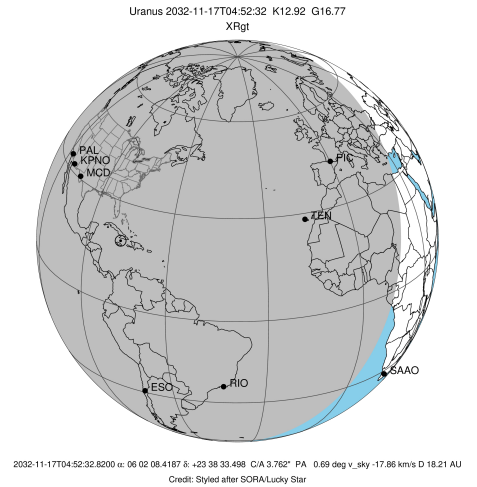 Uranus 2032-11-17T04:52:32 K12.92 G16.77
XRgt
PAL
KPNO
MCD
PIC
TEN
SAAO
ESO
RIO
2032-11-17T04:52:32.8200 α: 06 02 08.4187 δ: +23 38 33.498 C/A 3.762" PA 0.69 deg v_sky -17.86 km/s D 18.21 AU
Credit: Styled after SORA/Lucky Star